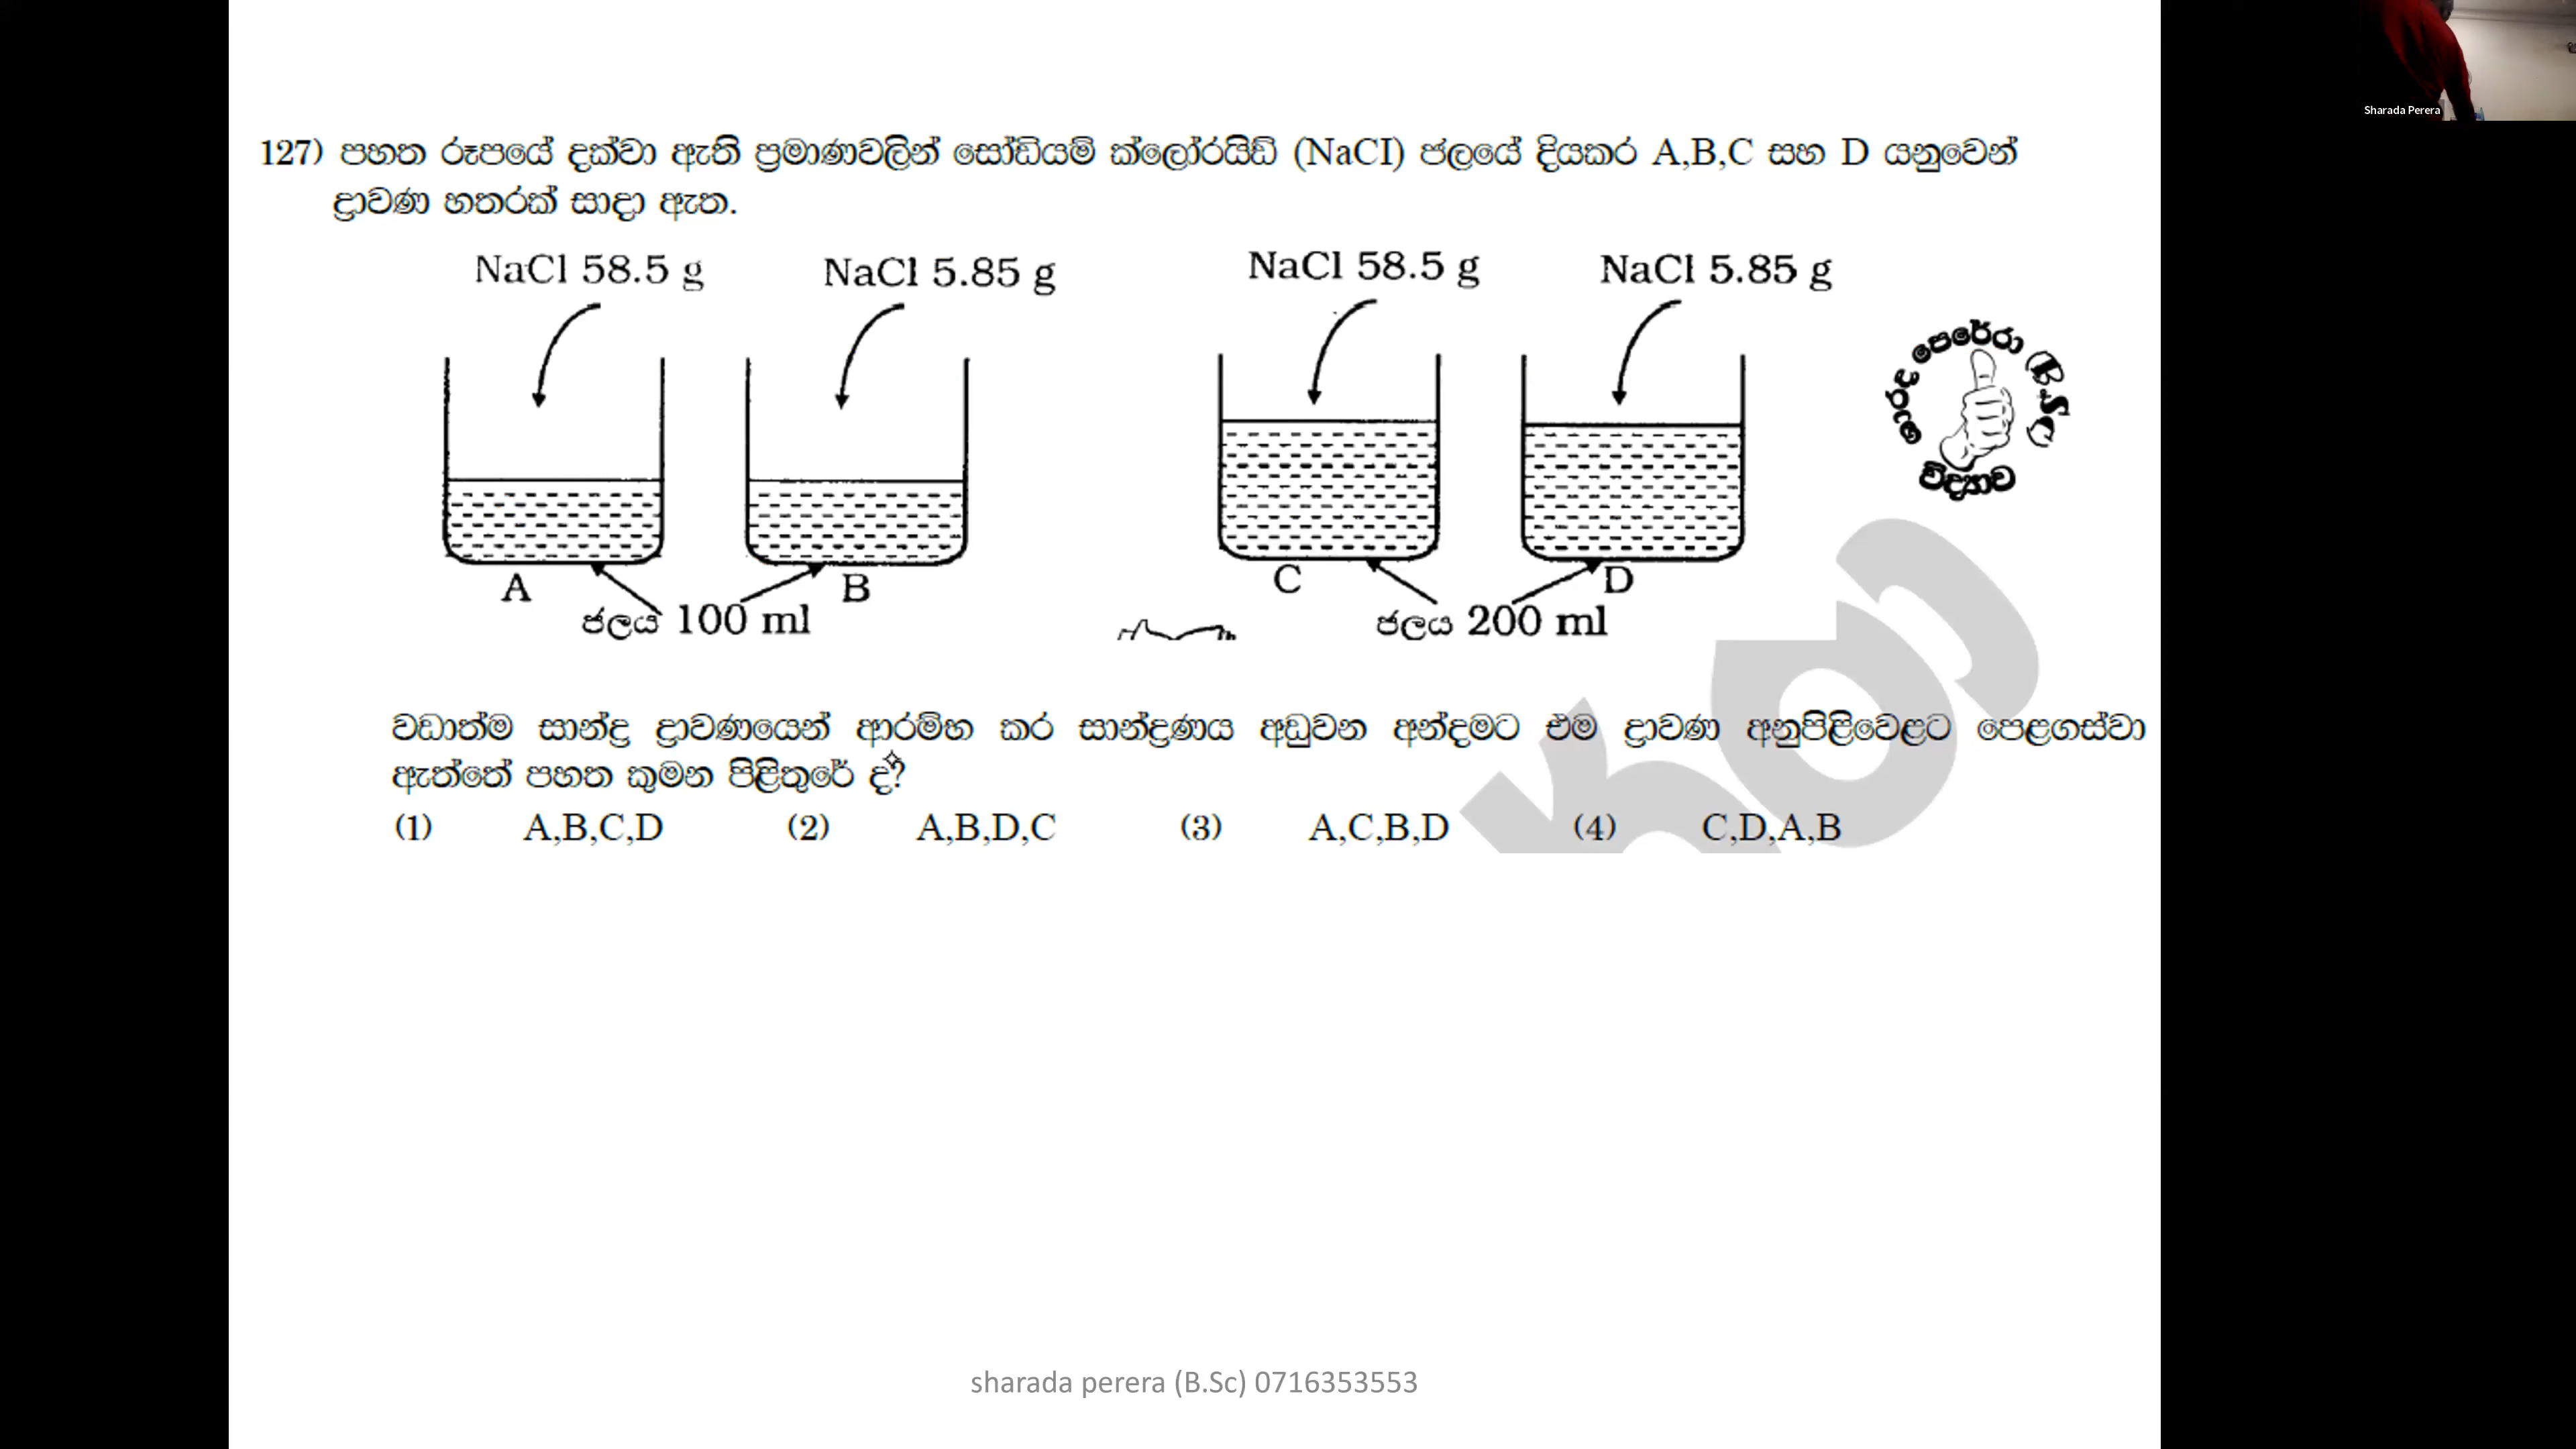 Sharada Perera
127) පහත රූපයේ දක්වා ඇති ප්‍රමාණවලින් සෝඩියම් ක්ලෝරයිඩ් (NaCI) ජලයේ දියකර A,B,C සහ D යනුවෙන්
ද්‍රාවණ හතරක් සාදා ඇත.
NaCl 58.5 g NaCl 5.85 g NaCl 58.5 g NaCl 5.85 g
ශාරද පෙරේරා (B.Sc)
විද්‍යාව
A B C D
ජලය 100 ml ජලය 200 ml
වඩාත්ම සාන්ද්‍ර ද්‍රාවණයෙන් ආරම්භ කර සාන්ද්‍රණය අඩුවන අන්දමට එම ද්‍රාවණ අනුපිළිවෙළට පෙළගස්වා
ඇත්තේ පහත කුමන පිළිතුරේ ද?
(1) A,B,C,D (2) A,B,D,C (3) A,C,B,D (4) C,D,A,B
sharada perera (B.Sc) 0716353553